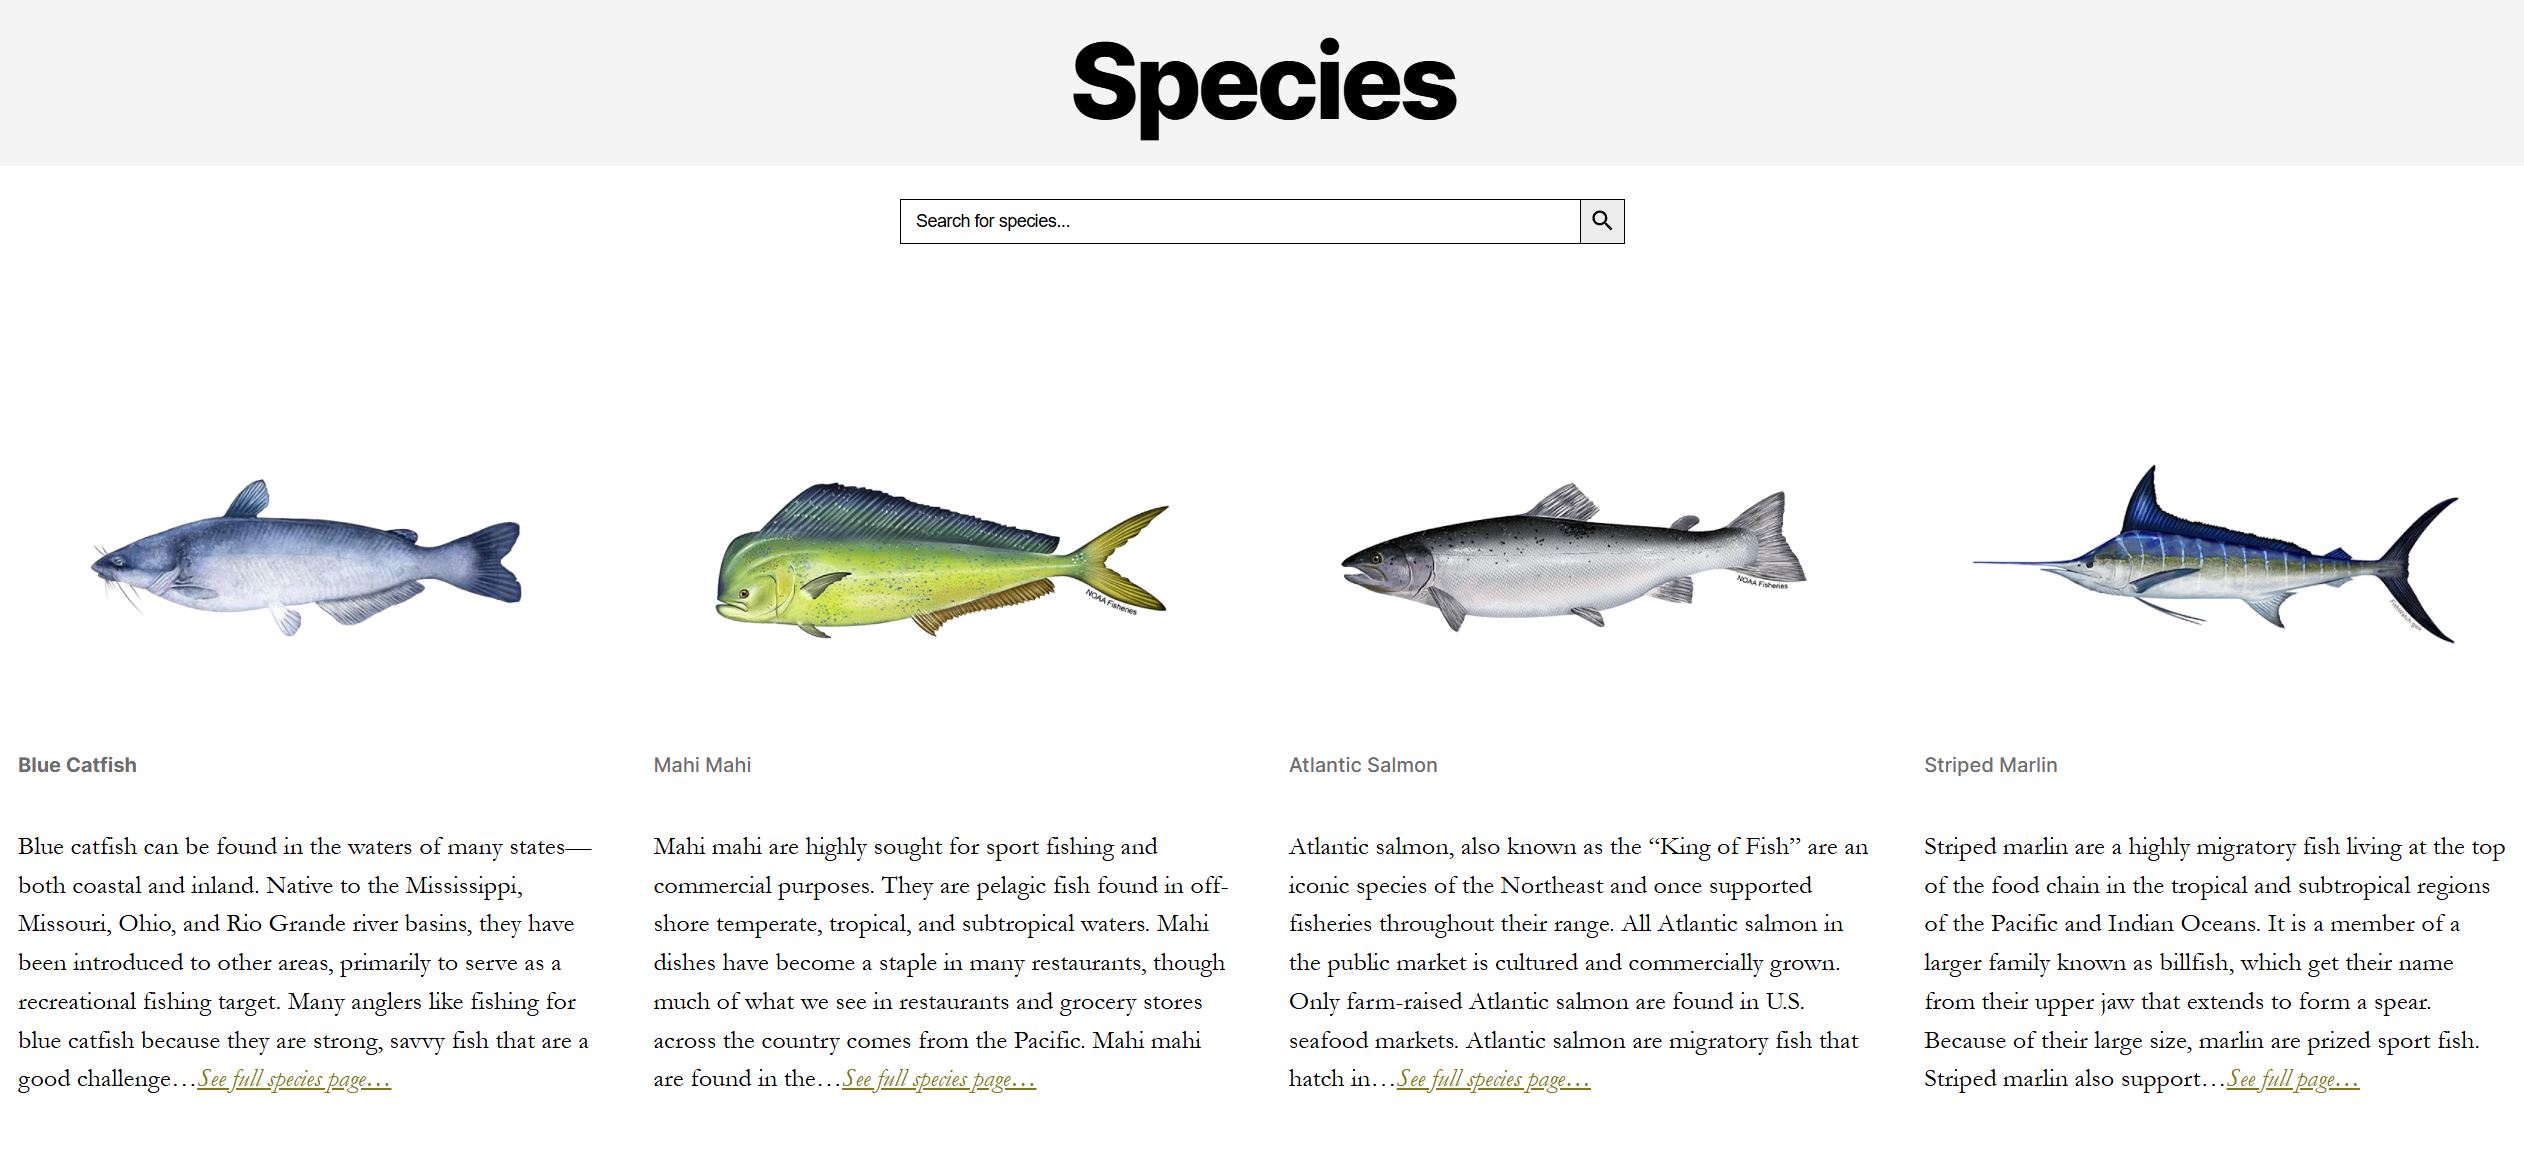 Species
Search for species...
NOAA Fisheries
NOAA Fisheries
FishWatch.gov
Blue Catfish
Blue catfish can be found in the waters of many states—
both coastal and inland. Native to the Mississippi,
Missouri, Ohio, and Rio Grande river basins, they have
been introduced to other areas, primarily to serve as a
recreational fishing target. Many anglers like fishing for
blue catfish because they are strong, savvy fish that are a
good challenge…See full species page…
Mahi Mahi
Mahi mahi are highly sought for sport fishing and
commercial purposes. They are pelagic fish found in off-
shore temperate, tropical, and subtropical waters. Mahi
dishes have become a staple in many restaurants, though
much of what we see in restaurants and grocery stores
across the country comes from the Pacific. Mahi mahi
are found in the…See full species page…
Atlantic Salmon
Atlantic salmon, also known as the “King of Fish” are an
iconic species of the Northeast and once supported
fisheries throughout their range. All Atlantic salmon in
the public market is cultured and commercially grown.
Only farm-raised Atlantic salmon are found in U.S.
seafood markets. Atlantic salmon are migratory fish that
hatch in…See full species page…
Striped Marlin
Striped marlin are a highly migratory fish living at the top
of the food chain in the tropical and subtropical regions
of the Pacific and Indian Oceans. It is a member of a
larger family known as billfish, which get their name
from their upper jaw that extends to form a spear.
Because of their large size, marlin are prized sport fish.
Striped marlin also support…See full page…